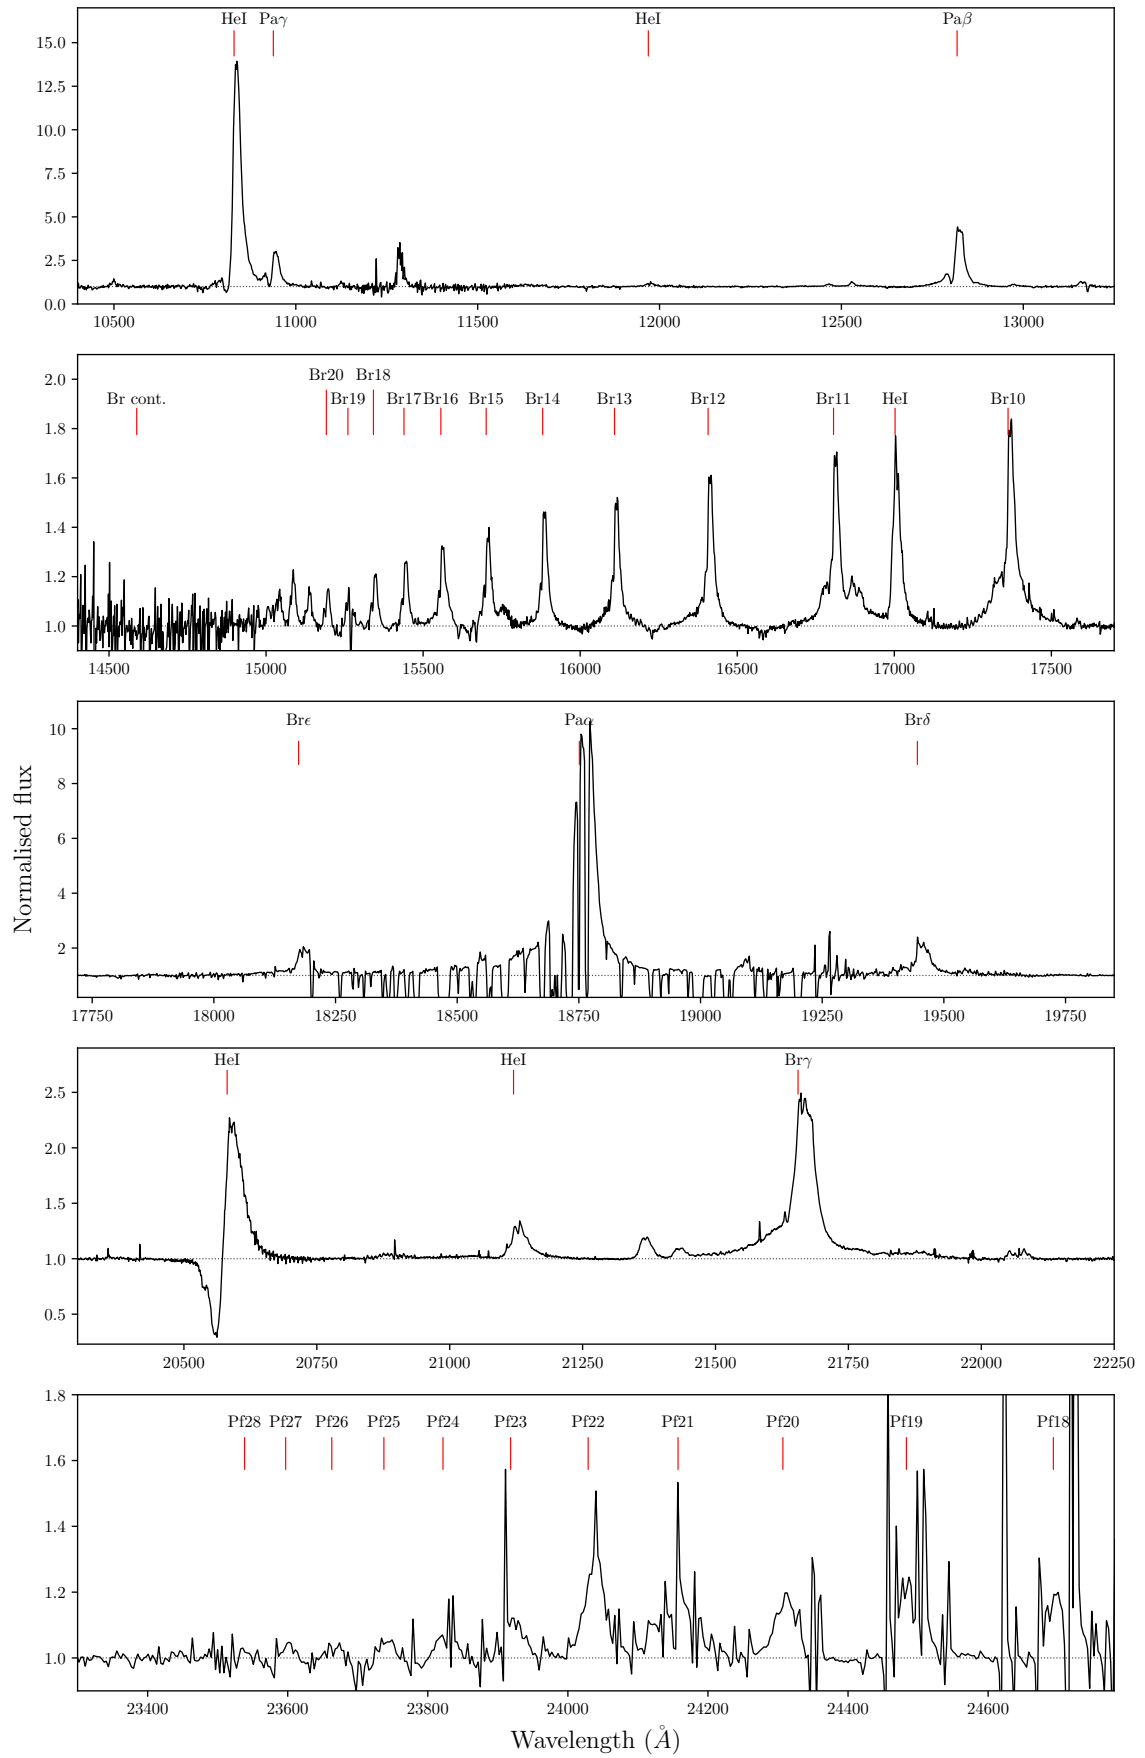 HeI Paγ HeI Paβ
15.0
12.5
10.0
7.5
5.0
2.5
0.0
10500 11000 11500 12000 12500 13000
Br20 Br18
Br cont. Br19 Br17 Br16 Br15 Br14 Br13 Br12 Br11 HeI Br10
2.0
1.8
1.6
1.4
1.2
1.0
14500 15000 15500 16000 16500 17000 17500
Brϵ Paα Brδ
10
8
6
4
2
17750 18000 18250 18500 18750 19000 19250 19500 19750
Normalised flux
HeI HeI Brγ
2.5
2.0
1.5
1.0
0.5
20500 20750 21000 21250 21500 21750 22000 22250
Pf28 Pf27 Pf26 Pf25 Pf24 Pf23 Pf22 Pf21 Pf20 Pf19 Pf18
1.8
1.6
1.4
1.2
1.0
23400 23600 23800 24000 24200 24400 24600
Wavelength (Å)